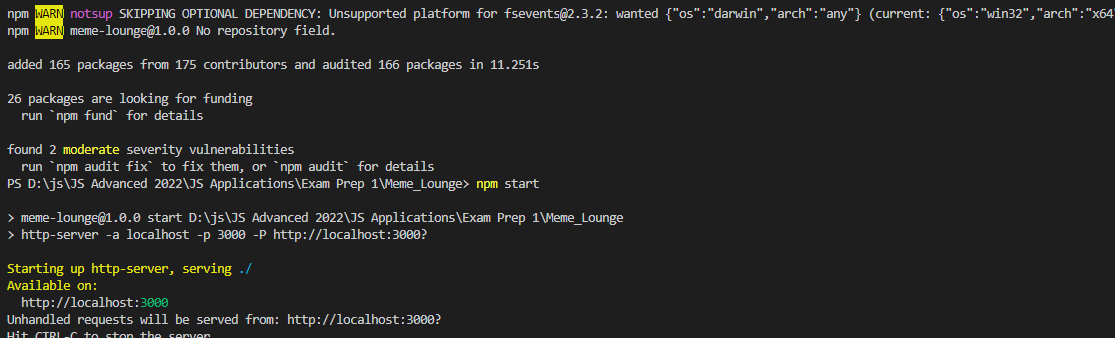 npm WARN notsup SKIPPING OPTIONAL DEPENDENCY: Unsupported platform for fsevents@2.3.2: wanted {"os":"darwin","arch":"any"} (current: {"os":"win32","arch":"x64"
npm WARN meme-lounge@1.0.0 No repository field.
added 165 packages from 175 contributors and audited 166 packages in 11.251s
26 packages are looking for funding
run `npm fund` for details
found 2 moderate severity vulnerabilities
run `npm audit fix` to fix them, or `npm audit` for details
PS D:\js\JS Advanced 2022\JS Applications\Exam Prep 1\Meme_Lounge> npm start
> meme-lounge@1.0.0 start D:\js\JS Advanced 2022\JS Applications\Exam Prep 1\Meme_Lounge
> http-server -a localhost -p 3000 -P http://localhost:3000?
Starting up http-server, serving ./
Available on:
http://localhost:3000
Unhandled requests will be served from: http://localhost:3000?
Hit CTRL-C to stop the server